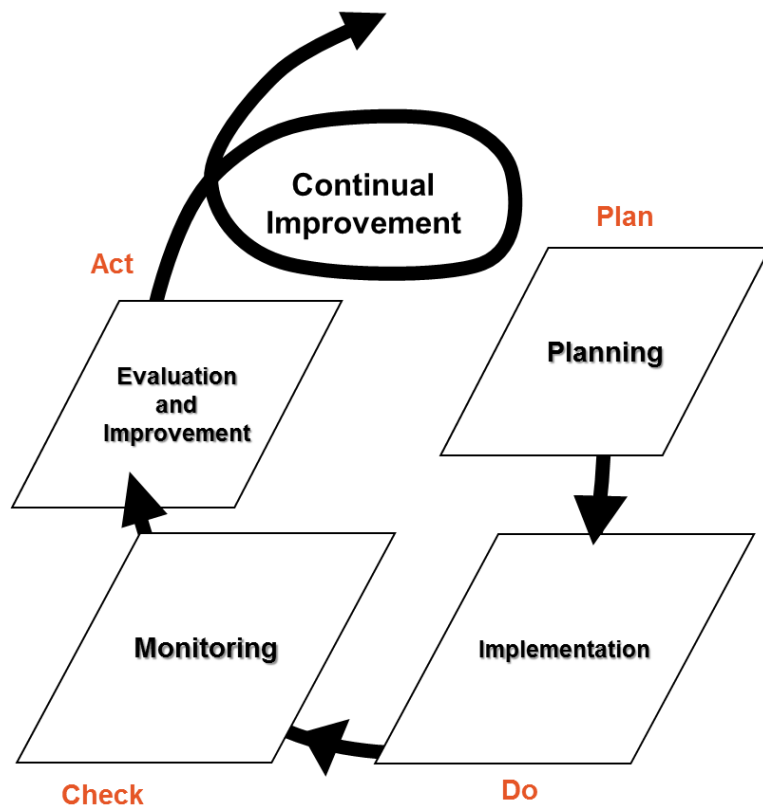 Continual
Improvement
Plan
Act
Planning
Evaluation
and
Improvement
Monitoring
Implementation
Do
Check